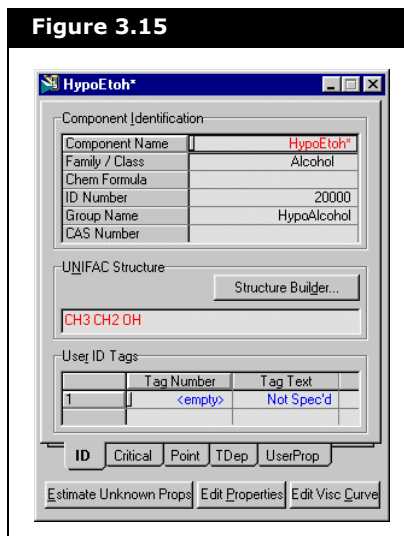 Figure 3.15
HypoEtoh*
Component Identification
Component Name HypoEtoh*
Family / Class Alcohol
Chem Formula
ID Number 20000
Group Name HypoAlcohol
CAS Number
UNIFAC Structure
Structure Builder...
CH3 CH2 OH
User ID Tags
Tag Number Tag Text
1 <empty> Not Spec'd
ID Critical Point TDep UserProp
Estimate Unknown Props Edit Properties Edit Visc Curve